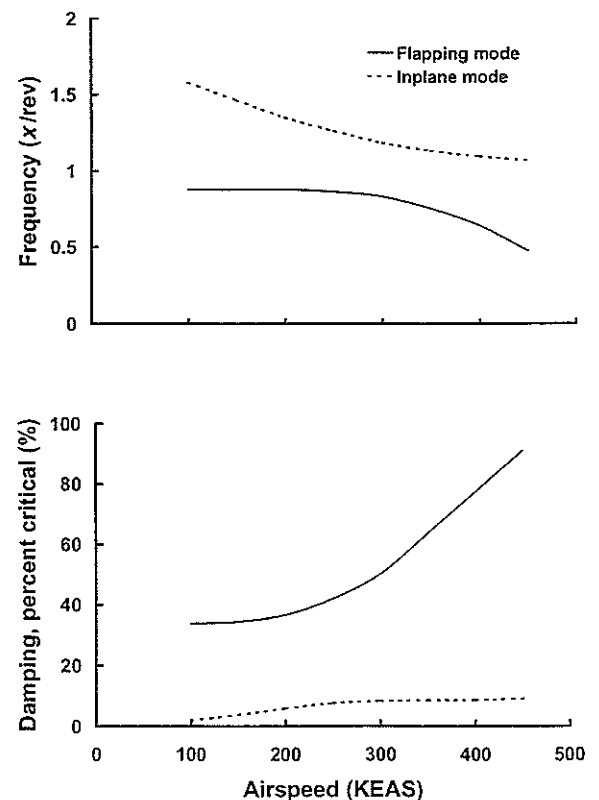 Frequency (x/rev)
2
1.5
1
0.5
0
Flapping mode
Inplane mode
Damping, percent critical (%)
100
80
60
40
20
0
0 100 200 300 400 500
Airspeed (KEAS)